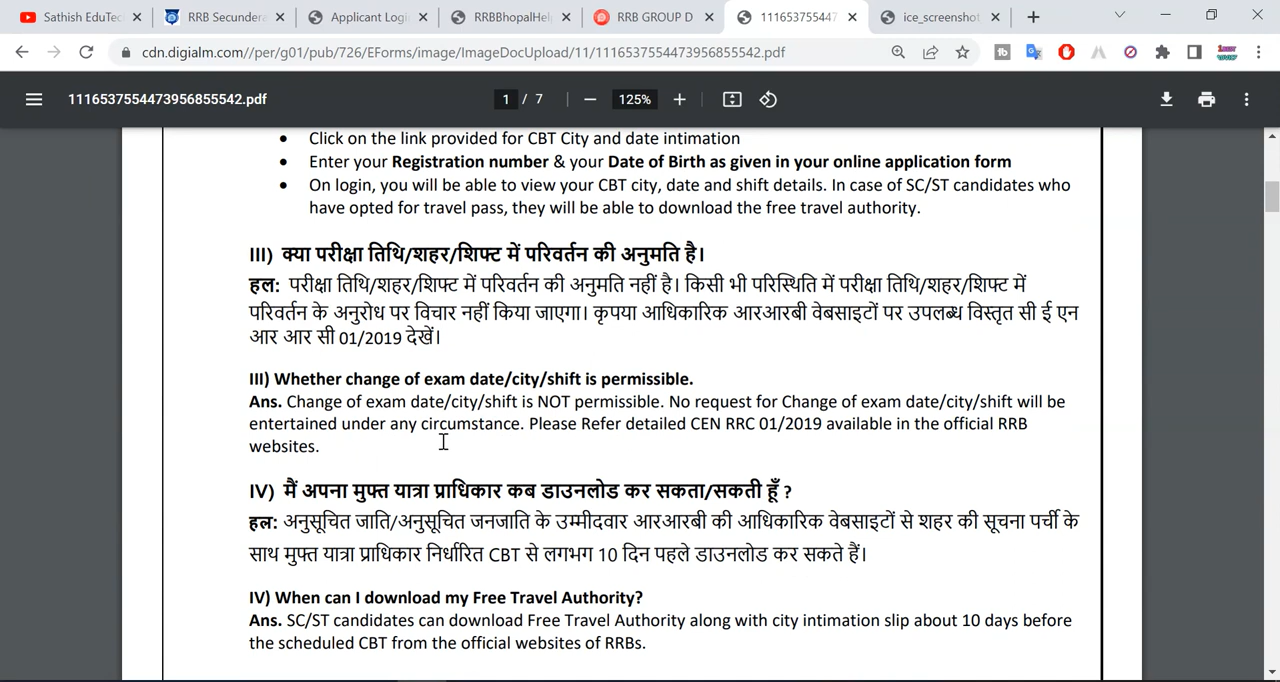 Sathish EduTec
RRB Secundera
Applicant Logi
RRBBhopalHel
RRB GROUP D
1116537554473
ice_screenshot
cdn.digialm.com//per/g01/pub/726/EForms/image/ImageDocUpload/11/1116537554473956855542.pdf
1116537554473956855542.pdf
1 / 7
125%
• Click on the link provided for CBT City and date intimation
• Enter your Registration number & your Date of Birth as given in your online application form
• On login, you will be able to view your CBT city, date and shift details. In case of SC/ST candidates who
have opted for travel pass, they will be able to download the free travel authority.
III) क्या परीक्षा तिथि/शहर/शिफ्ट में परिवर्तन की अनुमति है।
हल: परीक्षा तिथि/शहर/शिफ्ट में परिवर्तन की अनुमति नहीं है। किसी भी परिस्थिति में परीक्षा तिथि/शहर/शिफ्ट में
परिवर्तन के अनुरोध पर विचार नहीं किया जाएगा। कृपया आधिकारिक आरआरबी वेबसाइटों पर उपलब्ध विस्तृत सी ई एन
आर आर सी 01/2019 देखें।
III) Whether change of exam date/city/shift is permissible.
Ans. Change of exam date/city/shift is NOT permissible. No request for Change of exam date/city/shift will be
entertained under any circumstance. Please Refer detailed CEN RRC 01/2019 available in the official RRB
websites.
IV) मैं अपना मुफ्त यात्रा प्राधिकार कब डाउनलोड कर सकता/सकती हूँ ?
हल: अनुसूचित जाति/अनुसूचित जनजाति के उम्मीदवार आरआरबी की आधिकारिक वेबसाइटों से शहर की सूचना पर्ची के
साथ मुफ्त यात्रा प्राधिकार निर्धारित CBT से लगभग 10 दिन पहले डाउनलोड कर सकते हैं।
IV) When can I download my Free Travel Authority?
Ans. SC/ST candidates can download Free Travel Authority along with city intimation slip about 10 days before
the scheduled CBT from the official websites of RRBs.